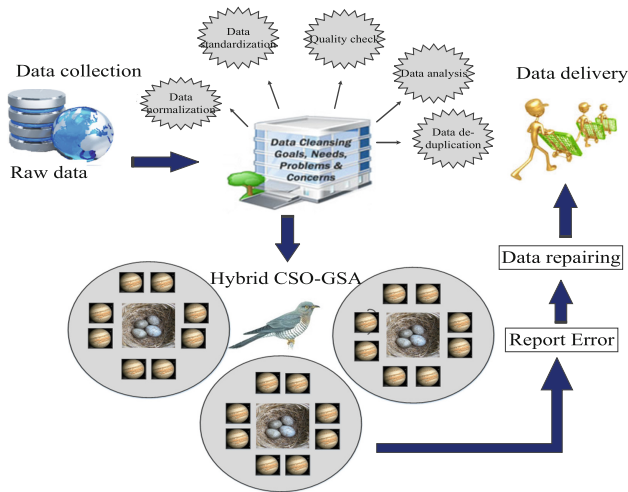 Data collection
Raw data
Data
normalization
Data
standardization
Quality check
Data analysis
Data de-
duplication
Data Cleansing
Goals, Needs,
Problems &
Concerns
Data delivery
Data repairing
Report Error
Hybrid CSO-GSA